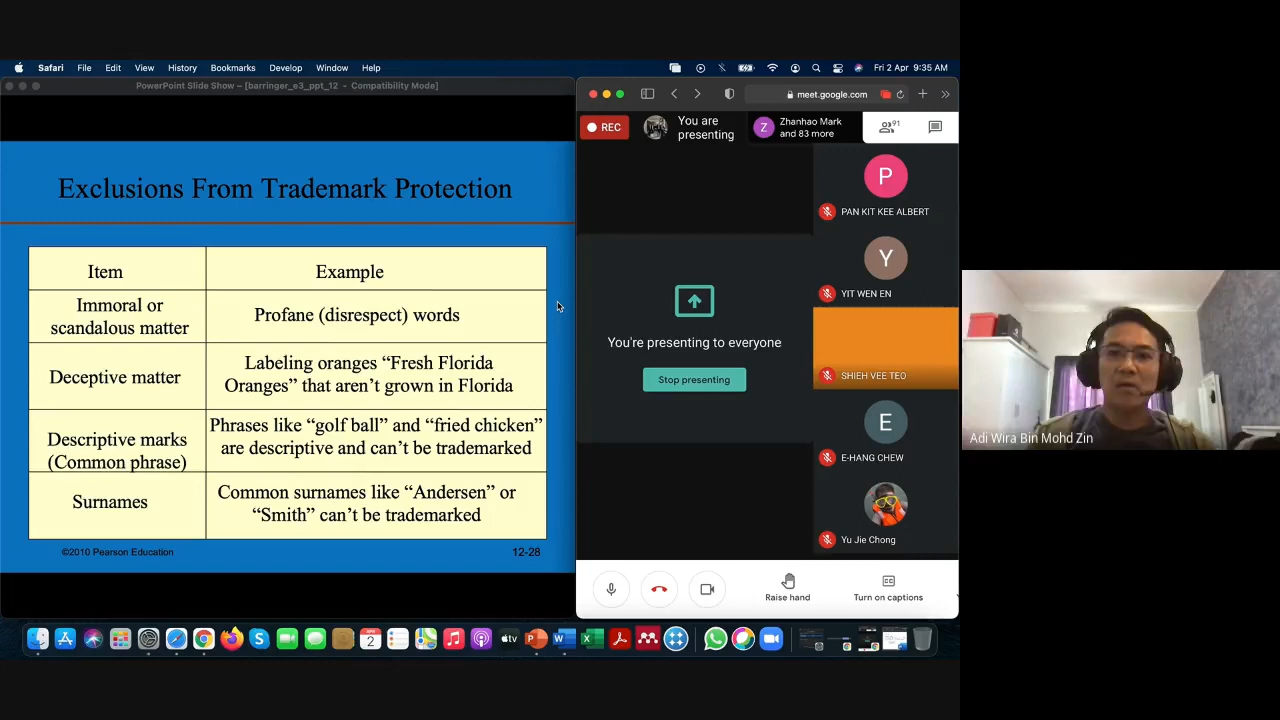 Safari File Edit View History Bookmarks Develop Window Help
Fri 2 Apr 9:35 AM
PowerPoint Slide Show – [barringer_e3_ppt_12 - Compatibility Mode]
Exclusions From Trademark Protection
Item
Example
Immoral or
scandalous matter
Profane (disrespect) words
Deceptive matter
Labeling oranges “Fresh Florida
Oranges” that aren’t grown in Florida
Descriptive marks
(Common phrase)
Phrases like “golf ball” and “fried chicken”
are descriptive and can’t be trademarked
Surnames
Common surnames like “Andersen” or
“Smith” can’t be trademarked
©2010 Pearson Education
12-28
meet.google.com
REC
You are
presenting
Z
Zhanhao Mark
and 83 more
91
P
PAN KIT KEE ALBERT
Y
YIT WEN EN
You're presenting to everyone
Stop presenting
SHIEH VEE TEO
E
E-HANG CHEW
Yu Jie Chong
Raise hand
CC
Turn on captions
Adi Wira Bin Mohd Zin
APR
2
tv